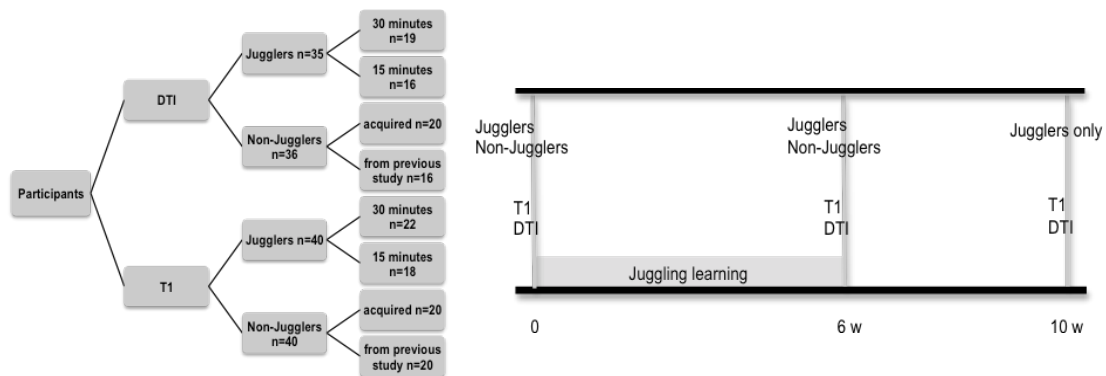 Participants
DTI
T1
Jugglers n=35
Non-Jugglers
n=36
Jugglers n=40
Non-Jugglers
n=40
30 minutes
n=19
15 minutes
n=16
acquired n=20
from previous
study n=16
30 minutes
n=22
15 minutes
n=18
acquired n=20
from previous
study n=20
Jugglers
Non-Jugglers
T1
DTI
Jugglers
Non-Jugglers
T1
DTI
Jugglers only
T1
DTI
Juggling learning
0
6 w
10 w